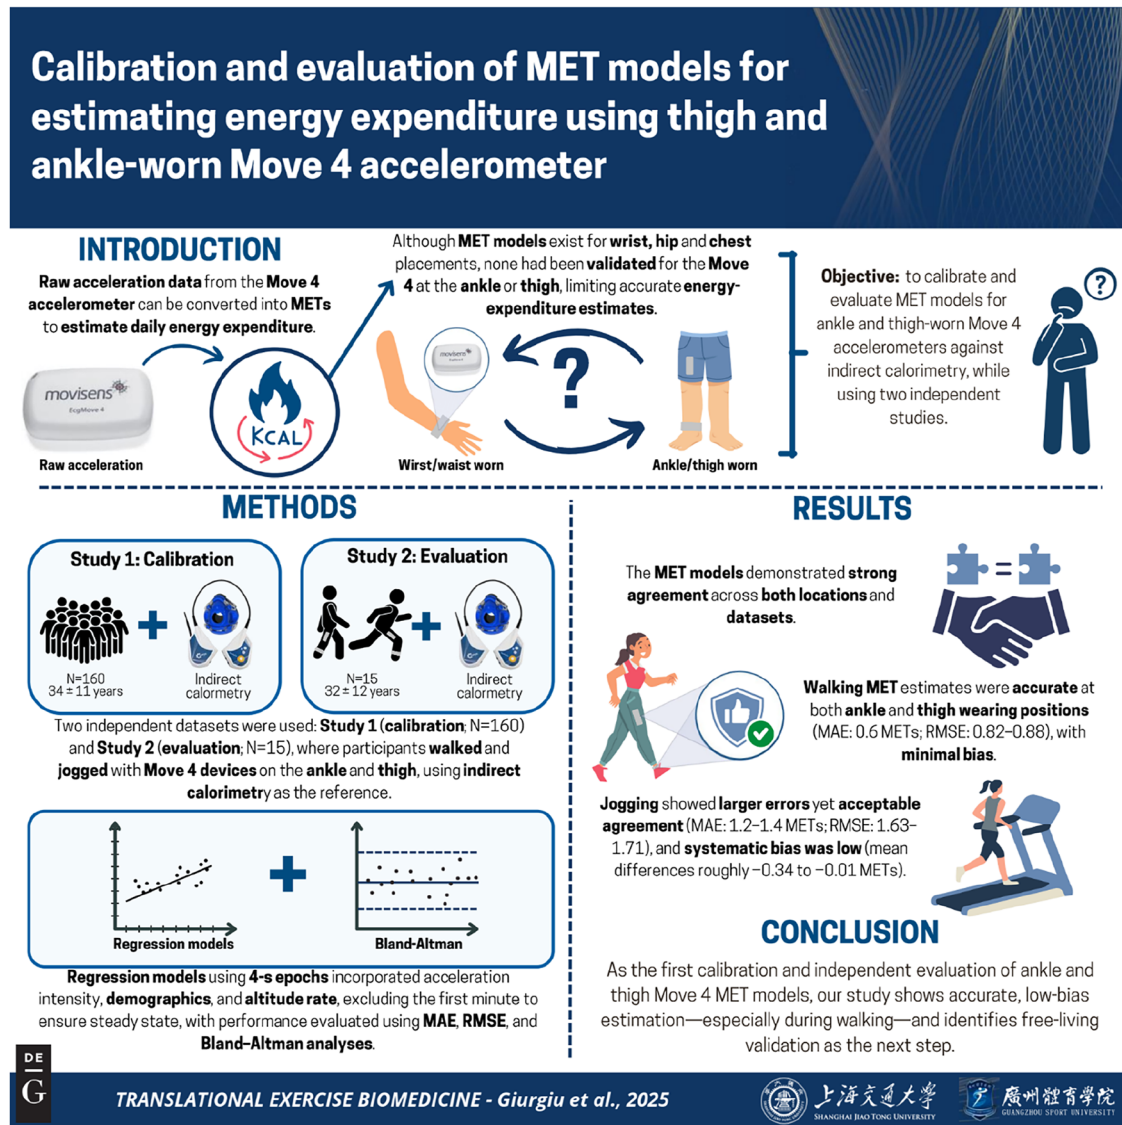 Calibration and evaluation of MET models for
estimating energy expenditure using thigh and
ankle-worn Move 4 accelerometer
INTRODUCTION
Raw acceleration data from the Move 4
accelerometer can be converted into METs
to estimate daily energy expenditure.
movisens
EcgMove 4
Raw acceleration
KCAL
Although MET models exist for wrist, hip and chest
placements, none had been validated for the Move
4 at the ankle or thigh, limiting accurate energy-
expenditure estimates.
movisens
?
Wirst/waist worn
Ankle/thigh worn
Objective: to calibrate and
evaluate MET models for
ankle and thigh-worn Move 4
accelerometers against
indirect calorimetry, while
using two independent
studies.
?
METHODS
Study 1: Calibration
+
N=160
34 ± 11 years
Indirect
calormetry
Study 2: Evaluation
+
N=15
32 ± 12 years
Indirect
calormetry
Two independent datasets were used: Study 1 (calibration; N=160)
and Study 2 (evaluation; N=15), where participants walked and
jogged with Move 4 devices on the ankle and thigh, using indirect
calorimetry as the reference.
+
Regression models
Bland-Altman
Regression models using 4-s epochs incorporated acceleration
intensity, demographics, and altitude rate, excluding the first minute to
ensure steady state, with performance evaluated using MAE, RMSE, and
Bland–Altman analyses.
RESULTS
The MET models demonstrated strong
agreement across both locations and
datasets.
=
Walking MET estimates were accurate at
both ankle and thigh wearing positions
(MAE: 0.6 METs; RMSE: 0.82–0.88), with
minimal bias.
Jogging showed larger errors yet acceptable
agreement (MAE: 1.2–1.4 METs; RMSE: 1.63–
1.71), and systematic bias was low (mean
differences roughly −0.34 to −0.01 METs).
CONCLUSION
As the first calibration and independent evaluation of ankle and
thigh Move 4 MET models, our study shows accurate, low-bias
estimation—especially during walking—and identifies free-living
validation as the next step.
DE
G
TRANSLATIONAL EXERCISE BIOMEDICINE - Giurgiu et al., 2025
上海交通大学
SHANGHAI JIAO TONG UNIVERSITY
廣州體育學院
GUANGZHOU SPORT UNIVERSITY